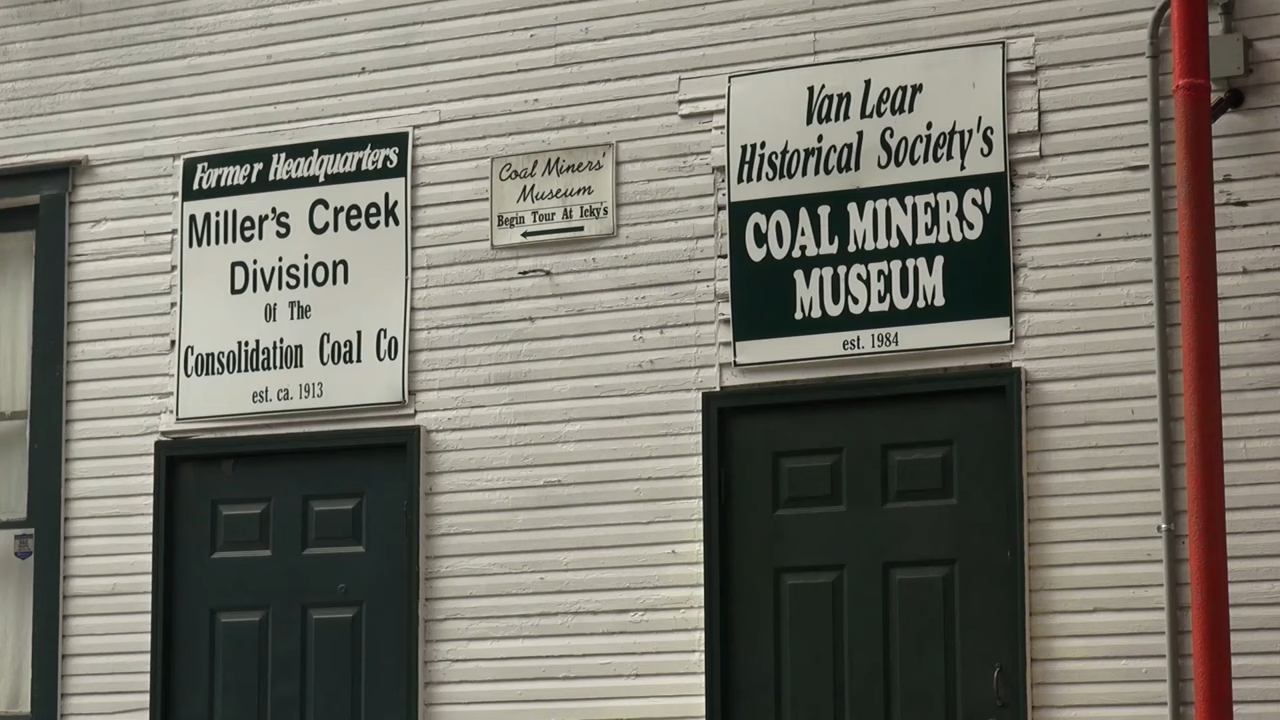 Former Headquarters
Miller's Creek
Division
Of The
Consolidation Coal Co
est. ca. 1913
Coal Miners'
Museum
Begin Tour At Icky's
Van Lear
Historical Society's
COAL MINERS'
MUSEUM
est. 1984